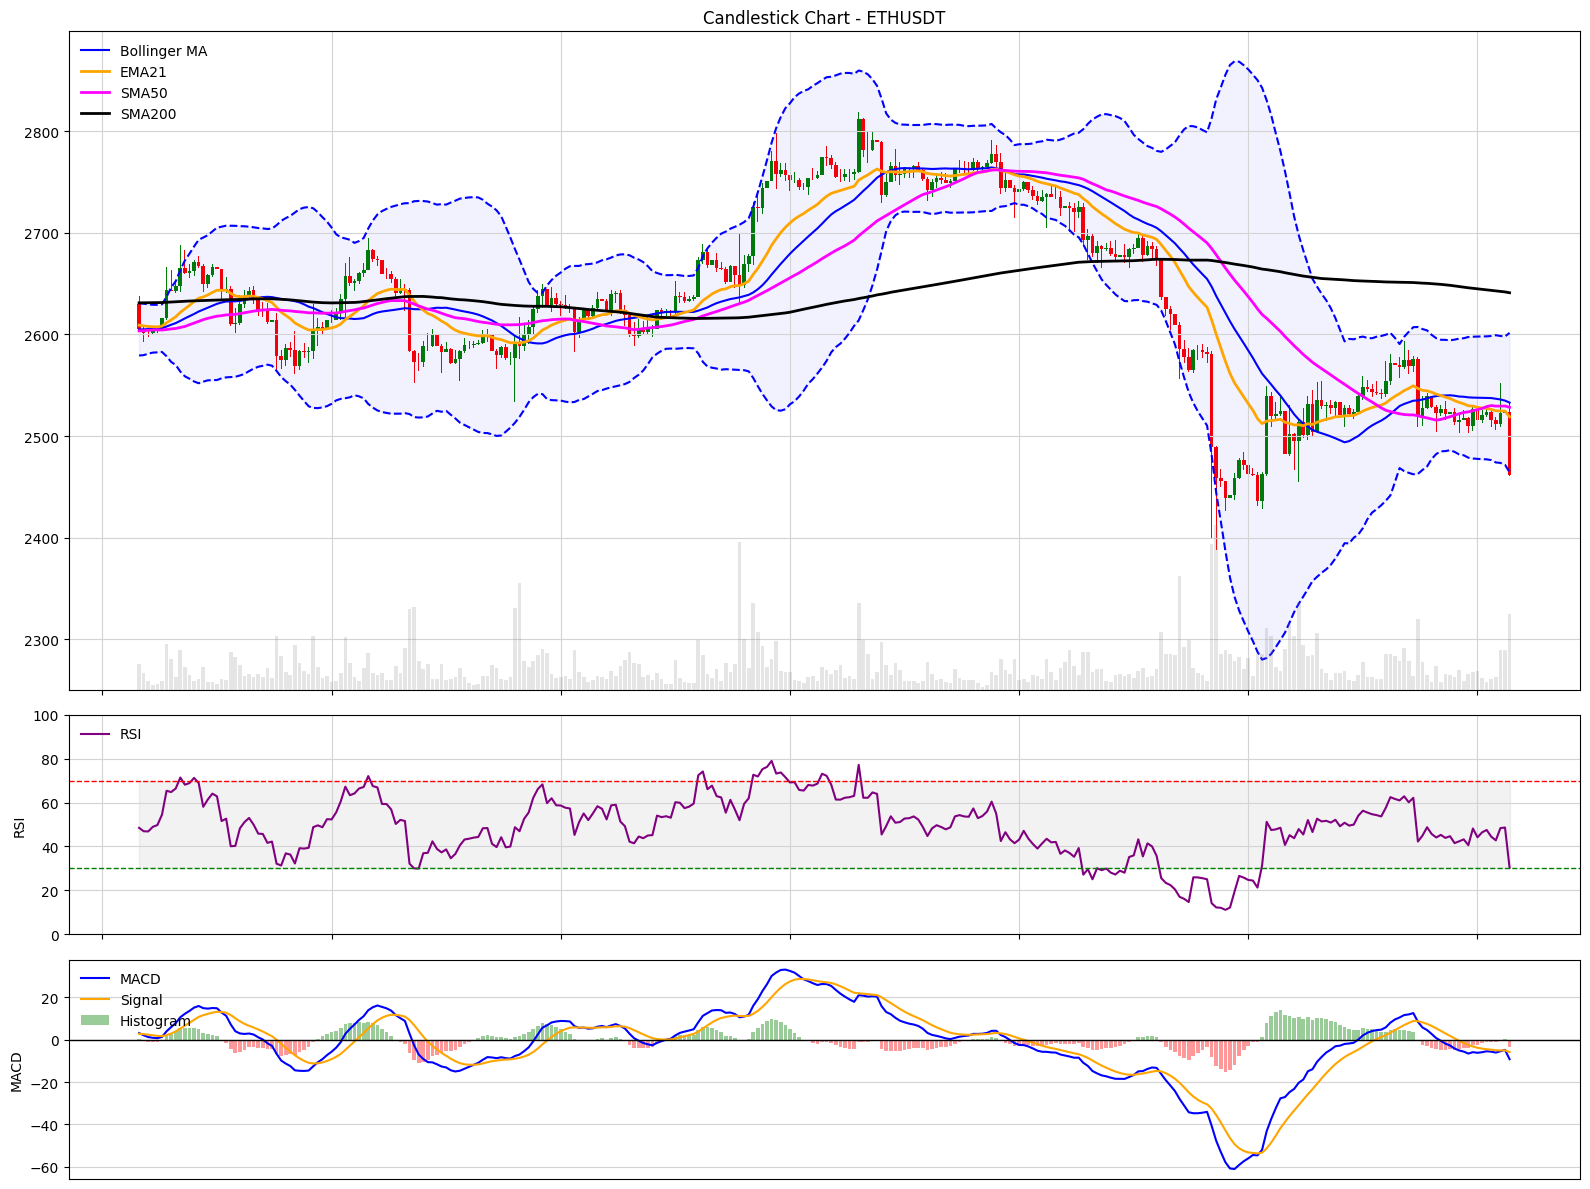 Candlestick Chart - ETHUSDT
Bollinger MA
EMA21
SMA50
SMA200
2800
2700
2600
2500
2400
2300
RSI
100
80
60
40
20
0
RSI
MACD
Signal
Histogram
20
0
−20
−40
−60
MACD